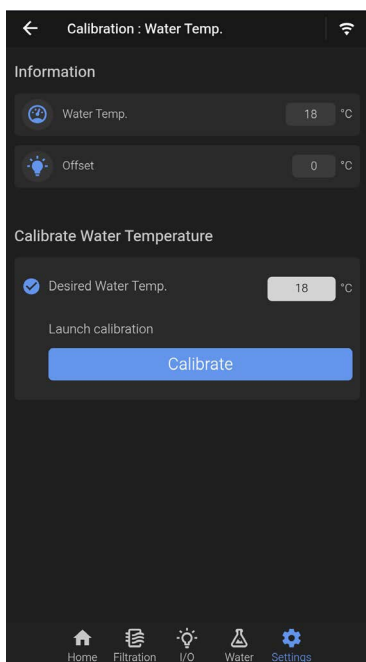 Calibration : Water Temp.
Information
Water Temp. 18 °C
Offset 0 °C
Calibrate Water Temperature
Desired Water Temp. 18 °C
Launch calibration
Calibrate
Home Filtration I/O Water Settings